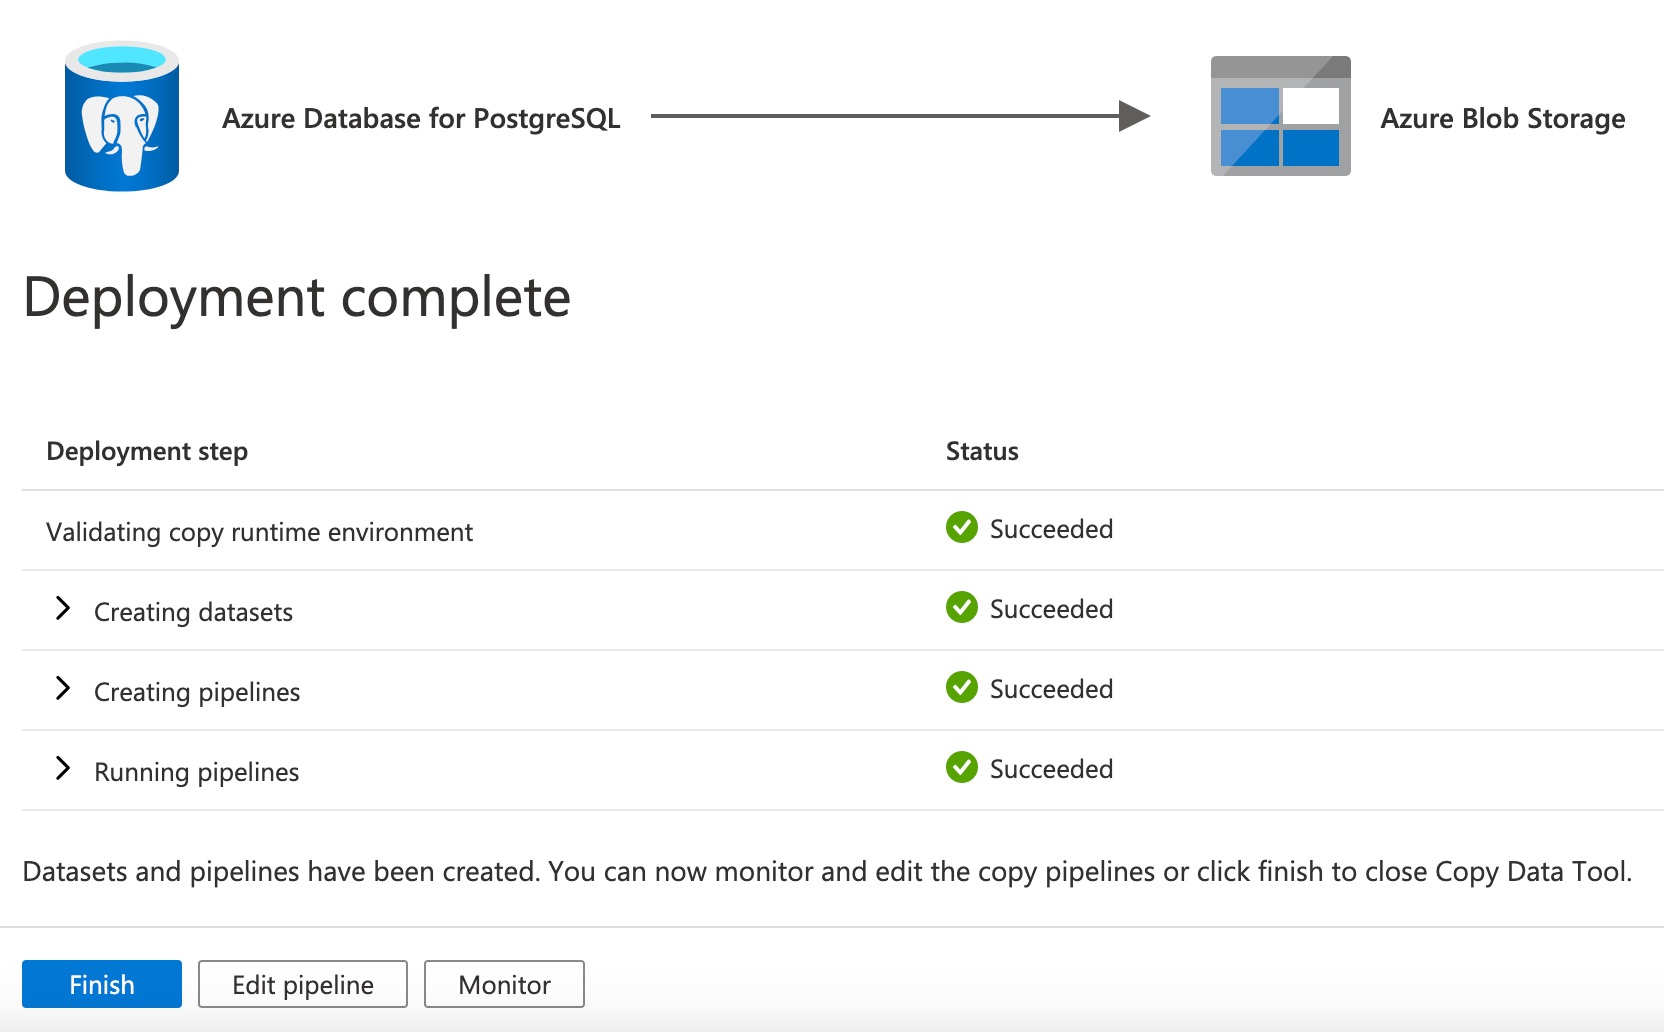 Azure Database for PostgreSQL
Azure Blob Storage
Deployment complete
Deployment step
Status
Validating copy runtime environment
Succeeded
Creating datasets
Succeeded
Creating pipelines
Succeeded
Running pipelines
Succeeded
Datasets and pipelines have been created. You can now monitor and edit the copy pipelines or click finish to close Copy Data Tool.
Finish
Edit pipeline
Monitor